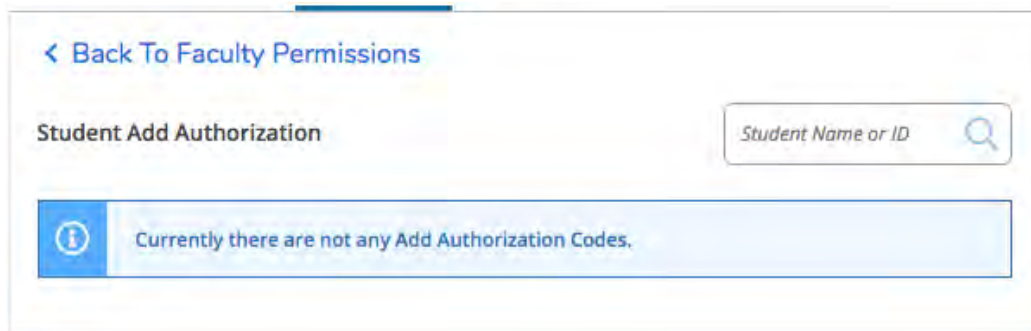 Back To Faculty Permissions
Student Add Authorization
Student Name or ID
Currently there are not any Add Authorization Codes.